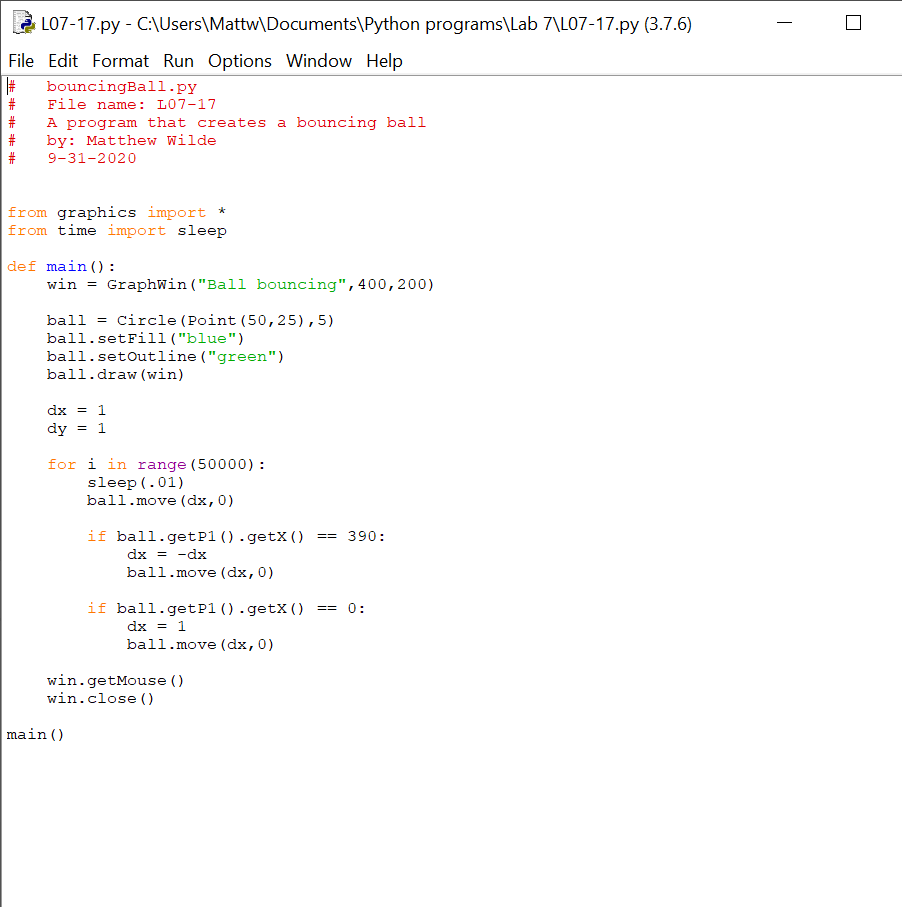 L07-17.py - C:\Users\Mattw\Documents\Python programs\Lab 7\L07-17.py (3.7.6)
File Edit Format Run Options Window Help
#   bouncingBall.py
#   File name: L07-17
#   A program that creates a bouncing ball
#   by: Matthew Wilde
#   9-31-2020
from graphics import *
from time import sleep
def main():
    win = GraphWin("Ball bouncing",400,200)
    ball = Circle(Point(50,25),5)
    ball.setFill("blue")
    ball.setOutline("green")
    ball.draw(win)
    dx = 1
    dy = 1
    for i in range(50000):
        sleep(.01)
        ball.move(dx,0)
        if ball.getP1().getX() == 390:
            dx = -dx
            ball.move(dx,0)
        if ball.getP1().getX() == 0:
            dx = 1
            ball.move(dx,0)
    win.getMouse()
    win.close()
main()